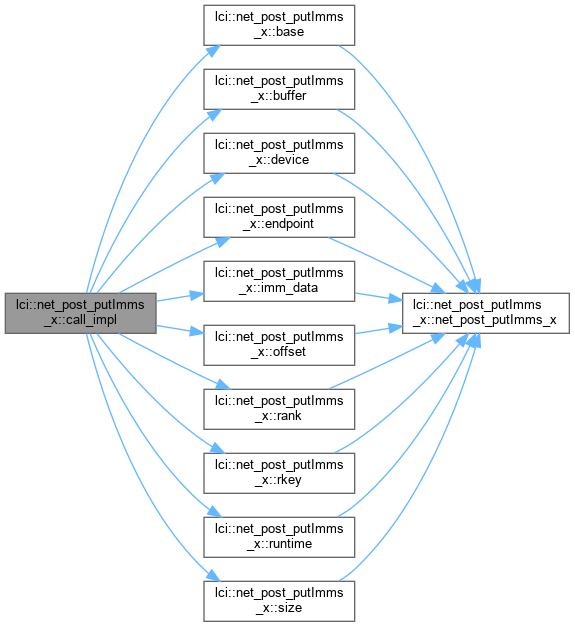 lci::net_post_putImms
_x::base
lci::net_post_putImms
_x::buffer
lci::net_post_putImms
_x::device
lci::net_post_putImms
_x::endpoint
lci::net_post_putImms
_x::imm_data
lci::net_post_putImms
_x::call_impl
lci::net_post_putImms
_x::net_post_putImms_x
lci::net_post_putImms
_x::offset
lci::net_post_putImms
_x::rank
lci::net_post_putImms
_x::rkey
lci::net_post_putImms
_x::runtime
lci::net_post_putImms
_x::size